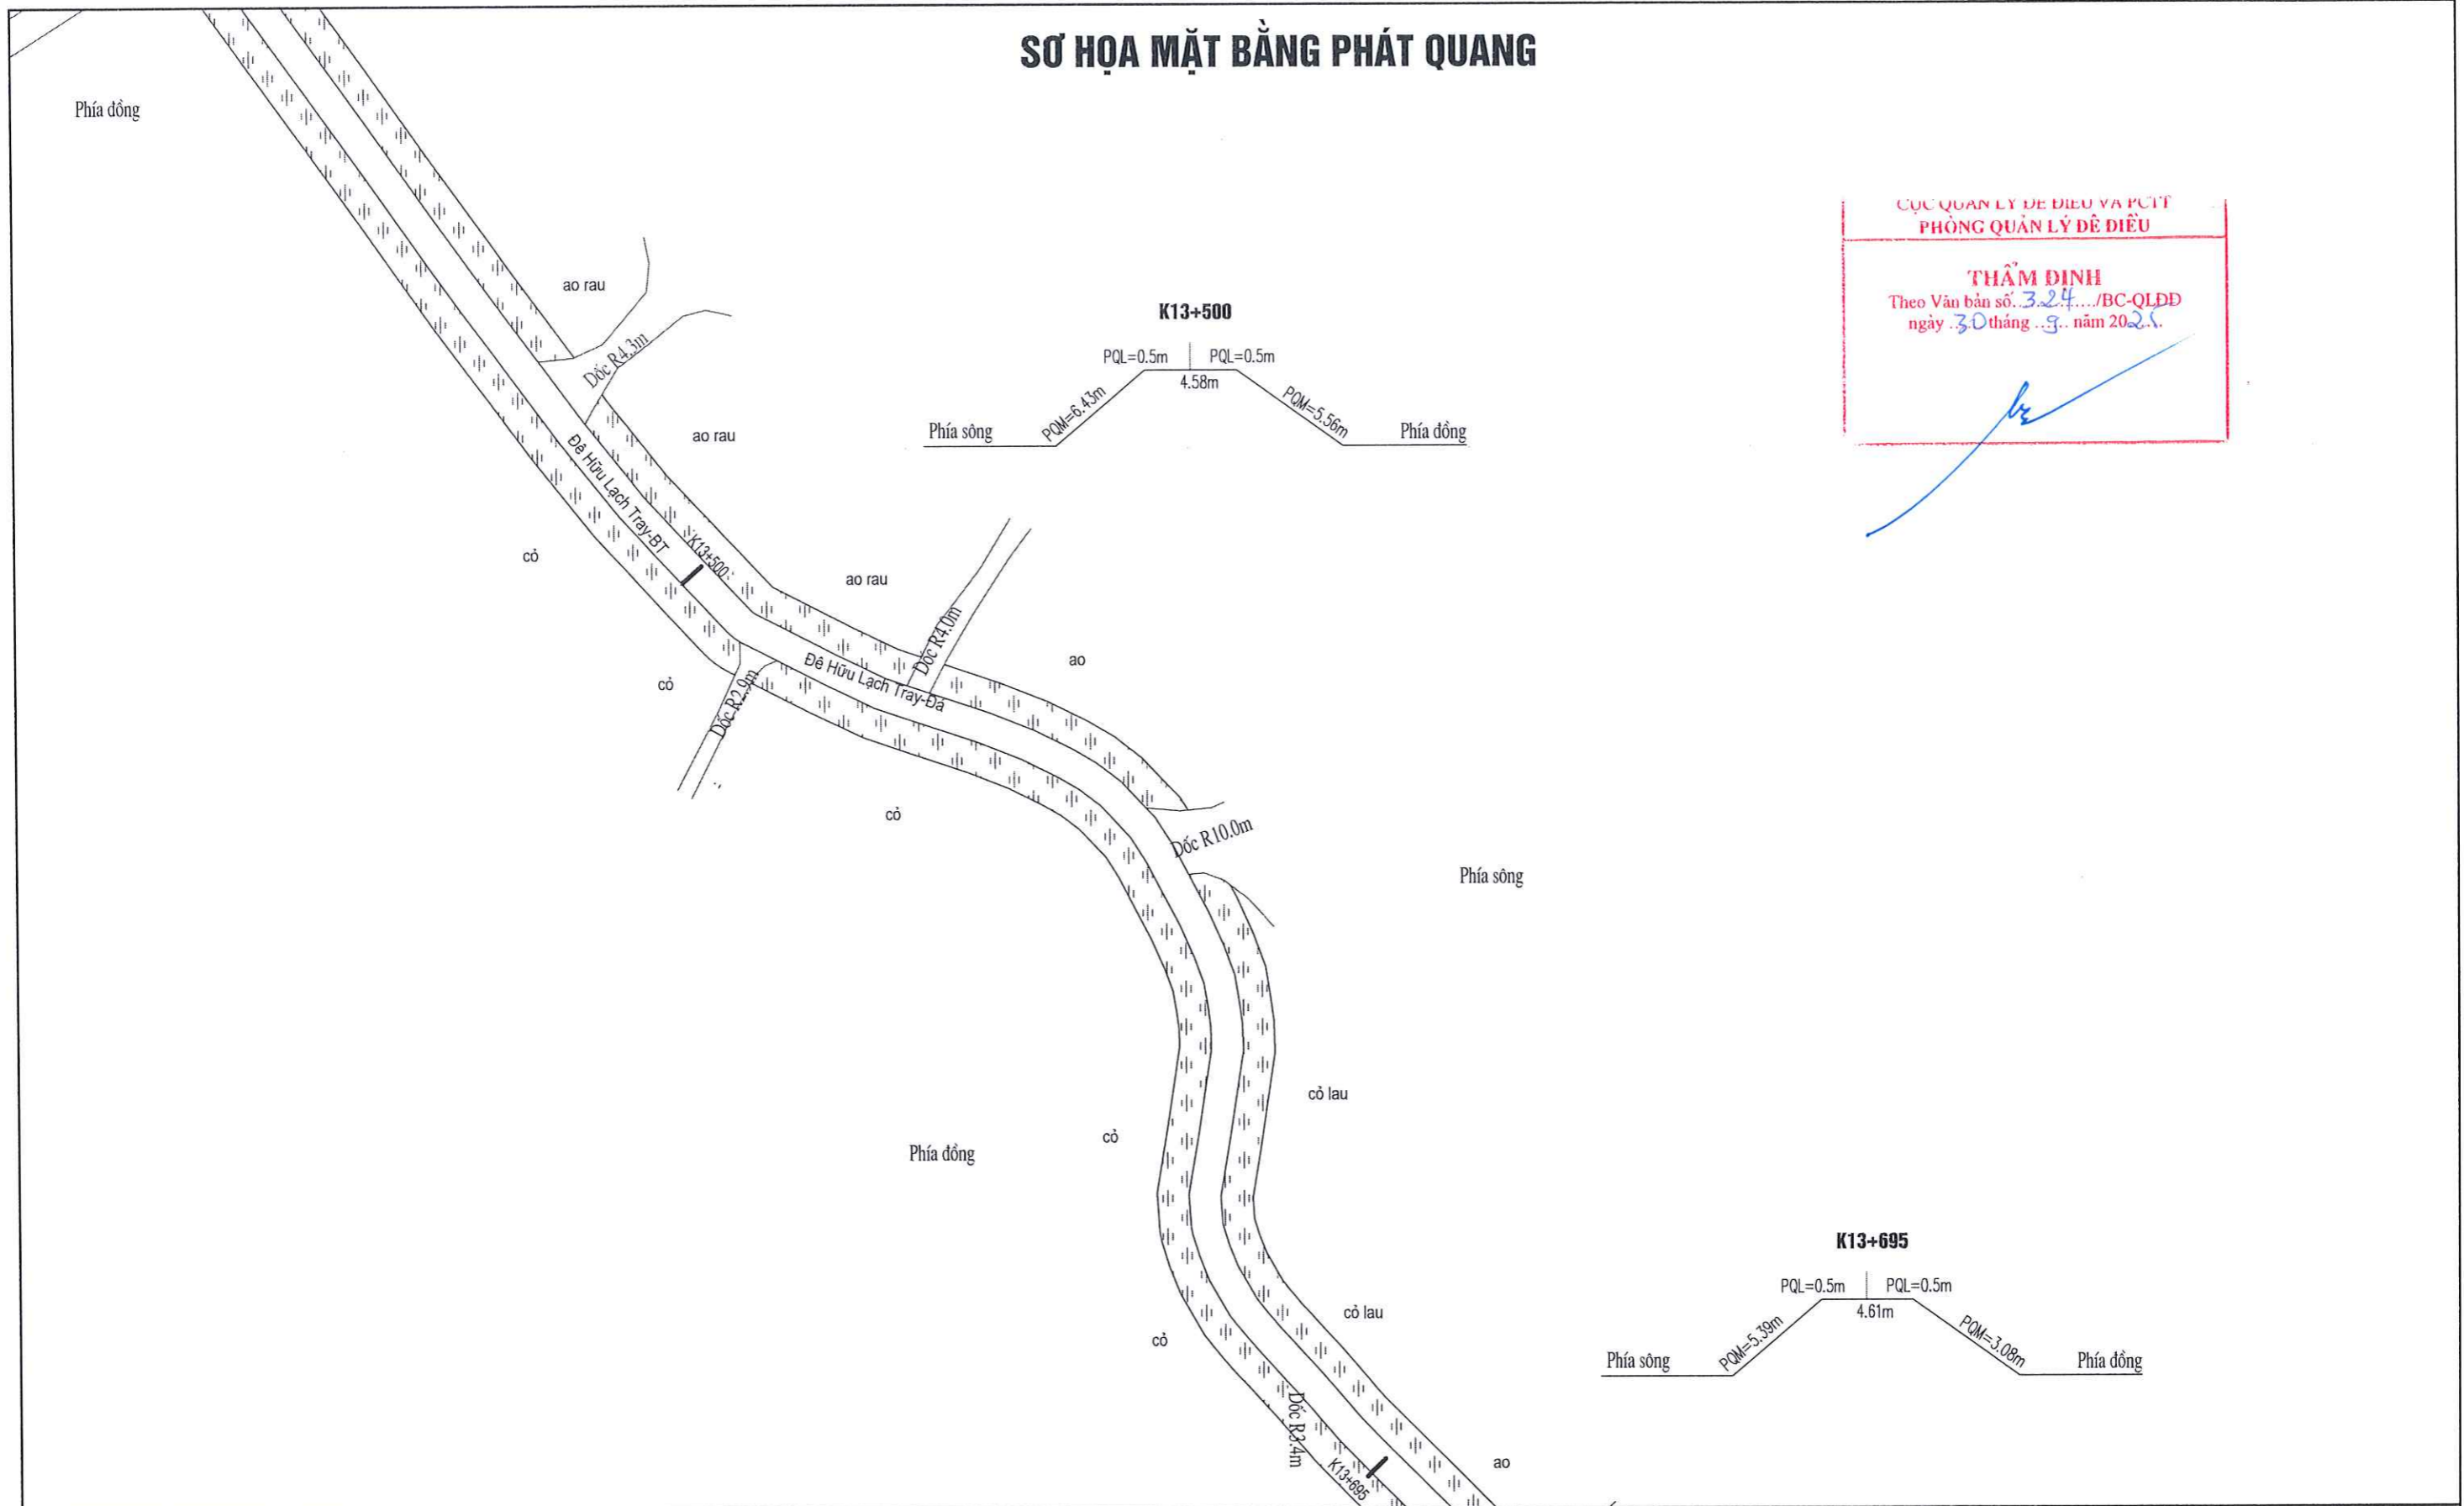 SƠ HỌA MẶT BẰNG PHÁT QUANG
Phía đồng
CỤC QUẢN LÝ ĐÊ ĐIỀU VÀ PCTT
PHÒNG QUẢN LÝ ĐÊ ĐIỀU
THẨM ĐỊNH
Theo Văn bản số..324..../BC-QLĐĐ
ngày ..30 tháng ..9.. năm 2025.
ao rau
Dốc R4.3m
ao rau
K13+500
PQL=0.5m
PQL=0.5m
4.58m
PQM=6.43m
PQM=5.56m
Phía sông
Phía đồng
Đê Hữu Lạch Tray-BT
K13+500
cỏ
ao rau
Dốc R4.0m
ao
Đê Hữu Lạch Tray-Đá
cỏ
Dốc R2.9m
cỏ
Dốc R10.0m
Phía sông
cỏ lau
cỏ
Phía đồng
cỏ lau
cỏ
K13+695
PQL=0.5m
PQL=0.5m
4.61m
PQM=5.39m
PQM=3.08m
Phía sông
Phía đồng
Dốc R3.4m
K13+695
ao